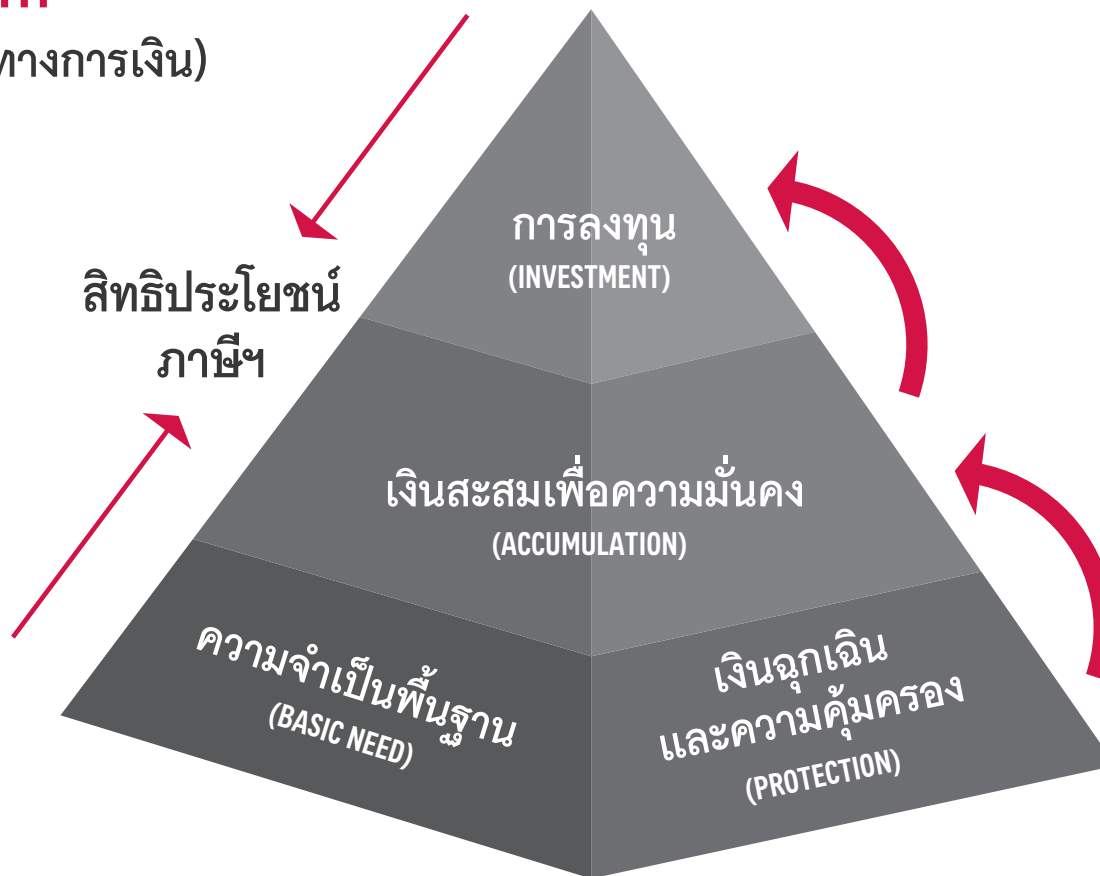 ทางการเงิน)
การลงทุน
(INVESTMENT)
สิทธิประโยชน์
ภาษีฯ
เงินสะสมเพื่อความมั่นคง
(ACCUMULATION)
ความจำเป็นพื้นฐาน
(BASIC NEED)
เงินฉุกเฉิน
และความคุ้มครอง
(PROTECTION)